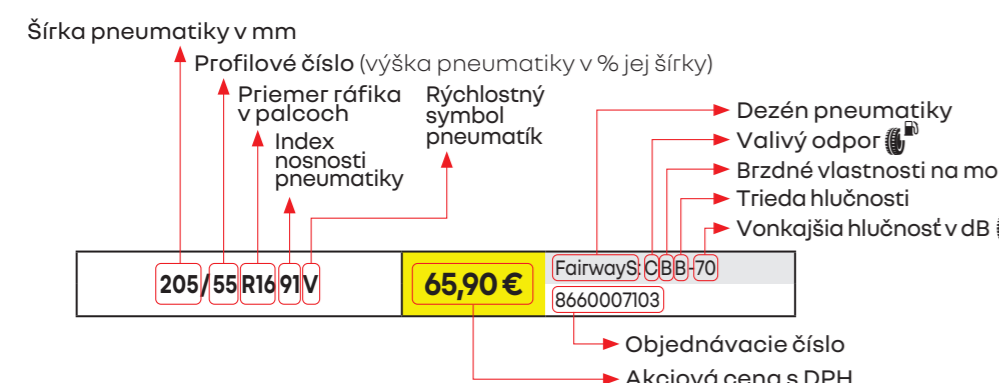 Šírka pneumatiky v mm
Profilové číslo (výška pneumatiky v % jej šírky)
Priemer ráfika
v palcoch
Rýchlostný
symbol
pneumatík
Index
nosnosti
pneumatiky
Dezén pneumatiky
Valivý odpor
Brzdné vlastnosti na mo
Trieda hlučnosti
Vonkajšia hlučnosť v dB
205/55 R16 91 V
65,90 €
FairwayS: C B B -70
8660007103
Objednávacie číslo
Akciová cena s DPH